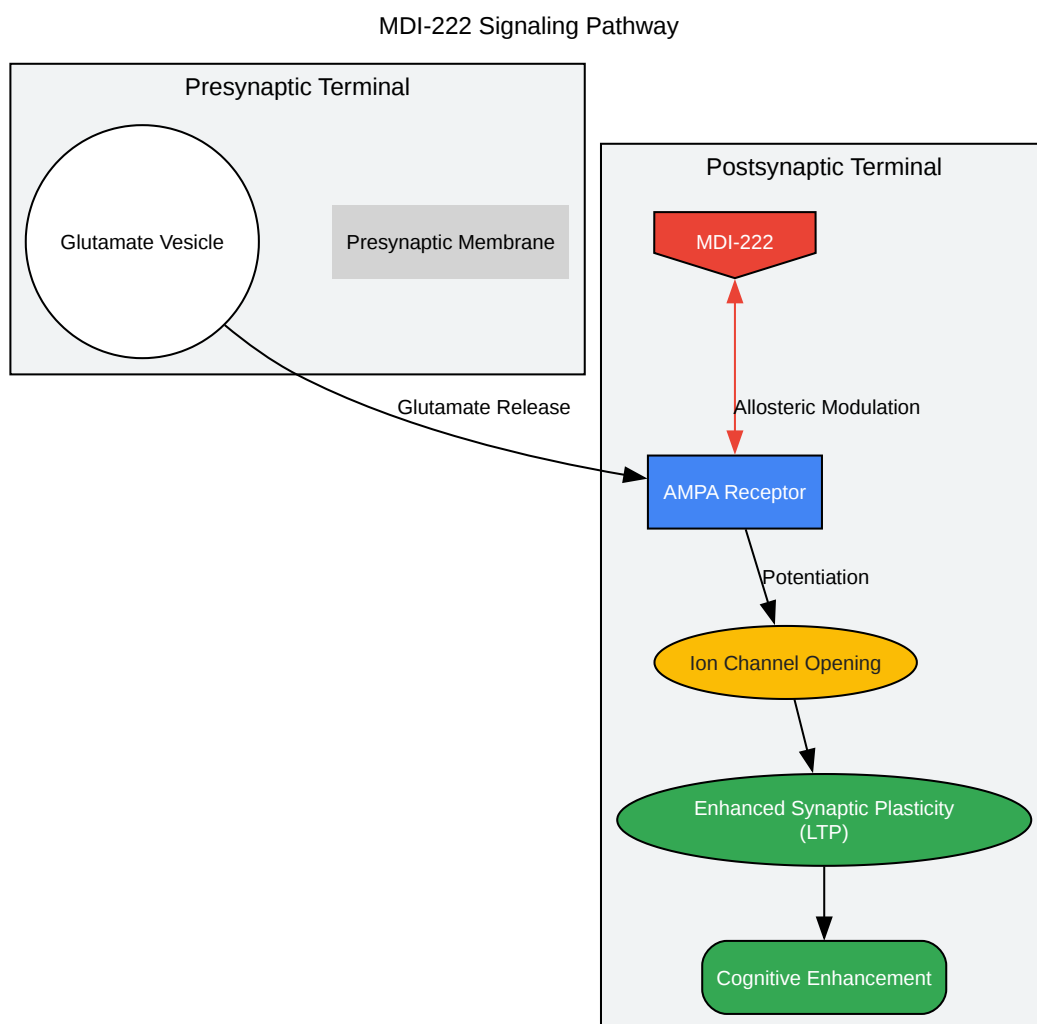 MDI-222 Signaling Pathway
Presynaptic Terminal
Glutamate Vesicle
Presynaptic Membrane
Postsynaptic Terminal
MDI-222
Glutamate Release
Allosteric Modulation
AMPA Receptor
Potentiation
Ion Channel Opening
Enhanced Synaptic Plasticity
(LTP)
Cognitive Enhancement